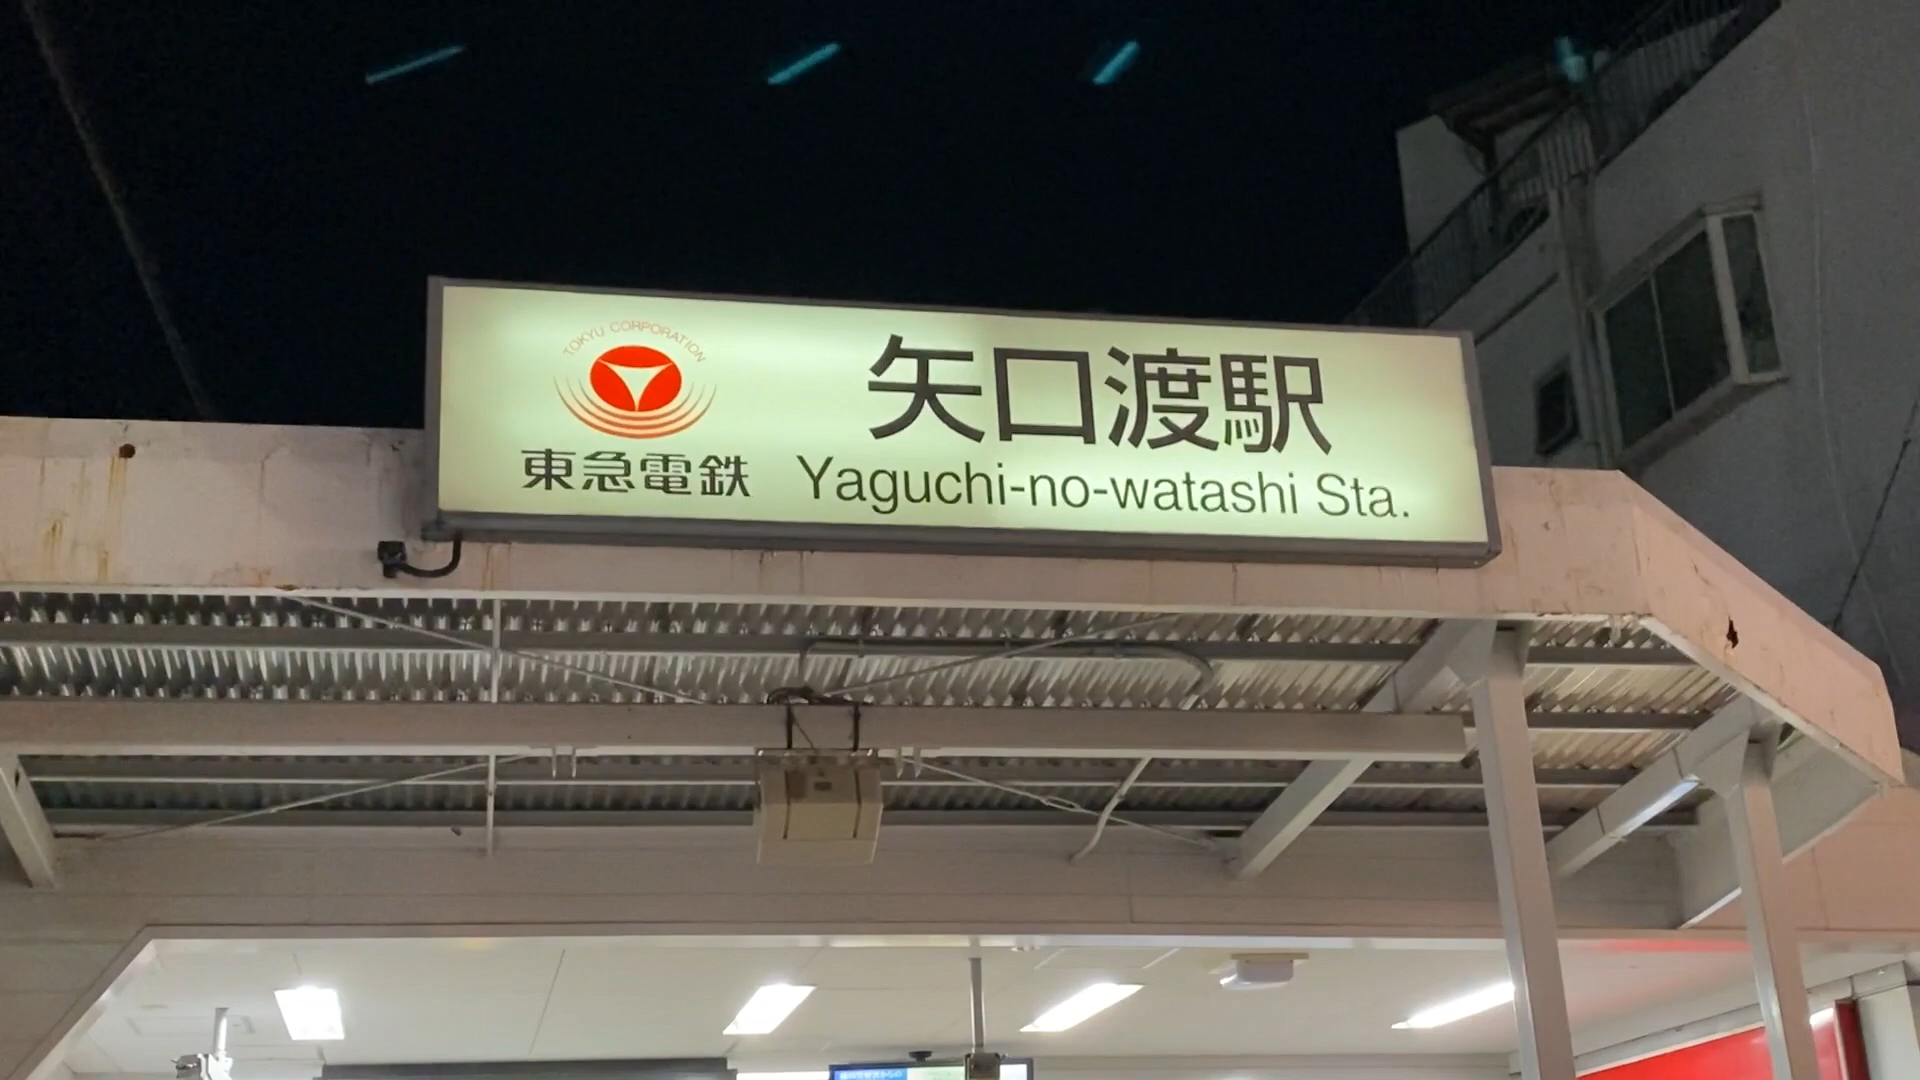 TOKYU CORPORATION
東急電鉄
矢口渡駅
Yaguchi-no-watashi Sta.